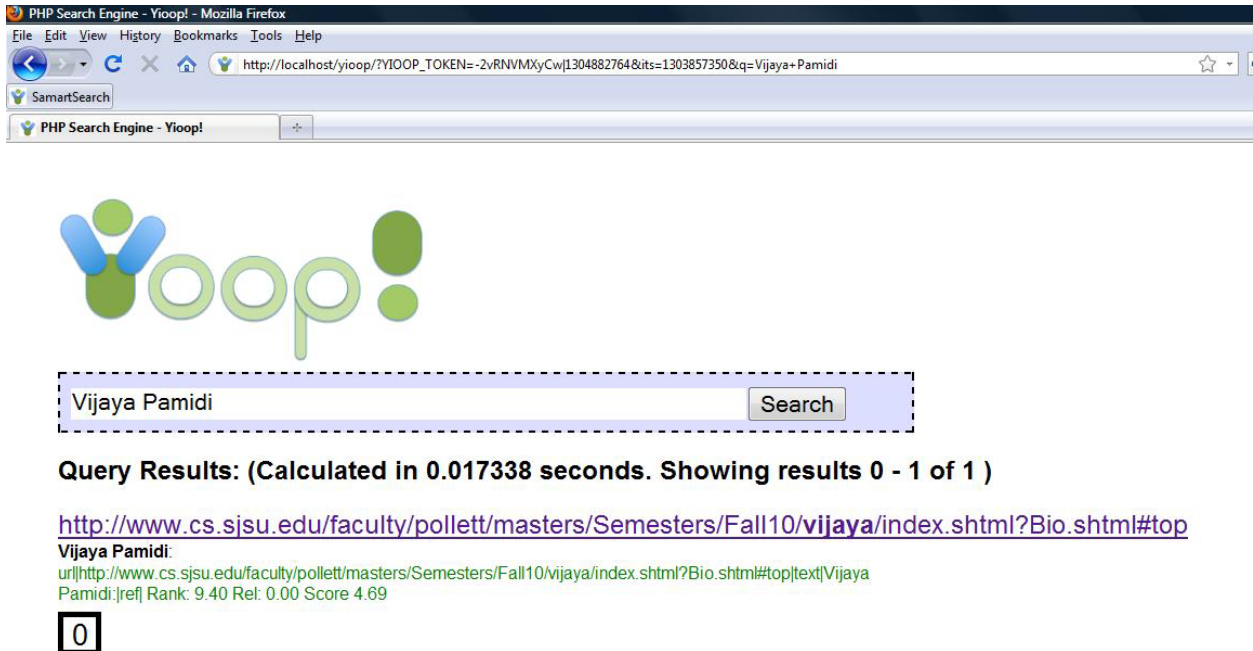 PHP Search Engine - Yioop! - Mozilla Firefox
File Edit View History Bookmarks Tools Help
http://localhost/yioop/?YIOOP_TOKEN=-2vRNVMXyCw|1304882764&its=1303857350&q=Vijaya+Pamidi
SamartSearch
PHP Search Engine - Yioop!
Yioop!
Vijaya Pamidi Search
Query Results: (Calculated in 0.017338 seconds. Showing results 0 - 1 of 1 )
http://www.cs.sjsu.edu/faculty/pollett/masters/Semesters/Fall10/vijaya/index.shtml?Bio.shtml#top
Vijaya Pamidi:
url|http://www.cs.sjsu.edu/faculty/pollett/masters/Semesters/Fall10/vijaya/index.shtml?Bio.shtml#top|text|Vijaya
Pamidi:|ref| Rank: 9.40 Rel: 0.00 Score 4.69
0